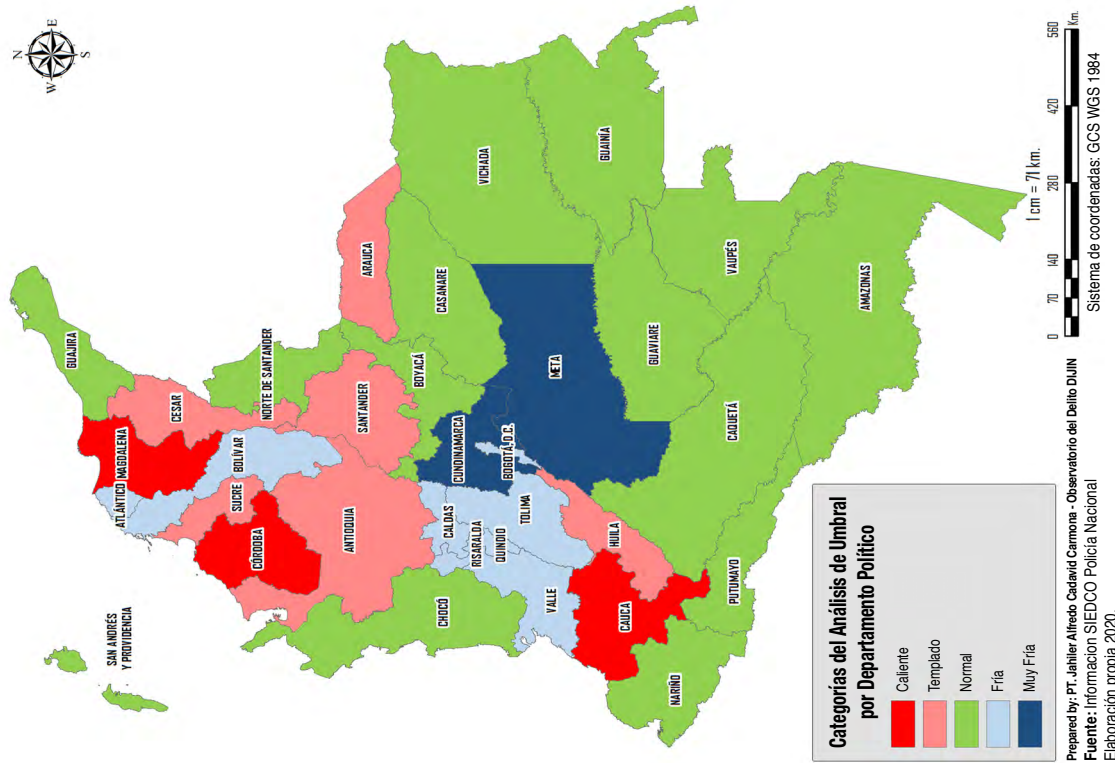 N
W
E
S
SAN ANDRÉS
Y PROVIDENCIA
GUAJIRA
ATLÁNTICO
MAGDALENA
CESAR
SUCRE
BOLÍVAR
NORTE DE SANTANDER
CÓRDOBA
ANTIOQUIA
SANTANDER
ARAUCA
BOYACÁ
CASANARE
VICHADA
CHOCÓ
CALDAS
RISARALDA
QUINDIO
CUNDINAMARCA
BOGOTÁ-D.C.
TOLIMA
VALLE
META
GUAINÍA
HUILA
CAUCA
GUAVIARE
NARIÑO
PUTUMAYO
CAQUETÁ
VAUPÉS
AMAZONAS
Categorías del Análisis de Umbral
por Departamento Político
Caliente
Templado
Normal
Fría
Muy Fría
1 cm = 71 km.
0 70 140 280 420 560
Km.
Sistema de coordenadas: GCS WGS 1984
Prepared by: PT. Jahiler Alfredo Cadavid Carmona - Observatorio del Delito DIJIN
Fuente: Informacion SIEDCO Policia Nacional
Elaboración propia 2020